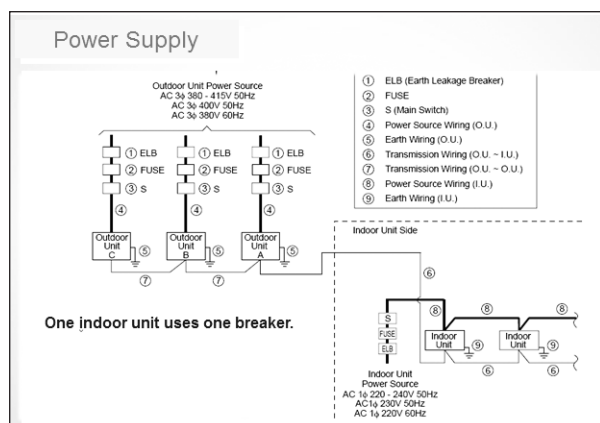 Power Supply
Outdoor Unit Power Source
AC 3ϕ 380 - 415V 50Hz
AC 3ϕ 400V 50Hz
AC 3ϕ 380V 60Hz
① ELB (Earth Leakage Breaker)
② FUSE
③ S (Main Switch)
④ Power Source Wiring (O.U.)
⑤ Earth Wiring (O.U.)
⑥ Transmission Wiring (O.U. ~ I.U.)
⑦ Transmission Wiring (O.U. ~ O.U.)
⑧ Power Source Wiring (I.U.)
⑨ Earth Wiring (I.U.)
① ELB ① ELB ① ELB
② FUSE ② FUSE ② FUSE
③ S ③ S ③ S
④ ④ ④
Outdoor
Unit
C
⑤
Outdoor
Unit
B
⑤
Outdoor
Unit
A
⑤
⑦ ⑦
Indoor Unit Side
⑥
One indoor unit uses one breaker.
S
FUSE
ELB
⑧ ⑧ ⑧
Indoor
Unit
⑨
Indoor
Unit
⑨
⑥ ⑥
Indoor Unit
Power Source
AC 1ϕ 220 - 240V 50Hz
AC1ϕ 230V 50Hz
AC 1ϕ 220V 60Hz